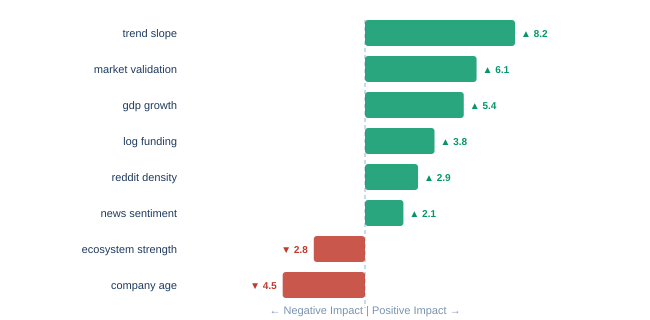 trend slope ▲ 8.2
market validation ▲ 6.1
gdp growth ▲ 5.4
log funding ▲ 3.8
reddit density ▲ 2.9
news sentiment ▲ 2.1
ecosystem strength ▼ 2.8
company age ▼ 4.5
← Negative Impact | Positive Impact →